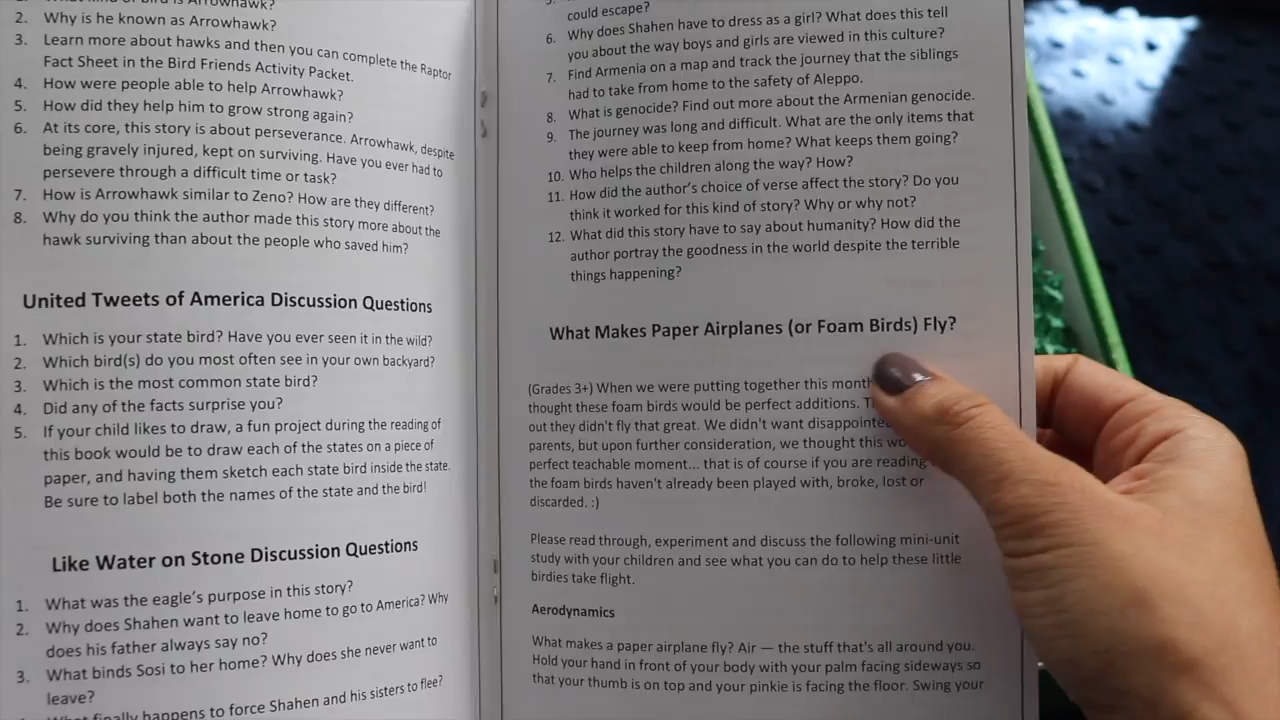 2. Why is he known as Arrowhawk?
3. Learn more about hawks and then you can complete the Raptor
Fact Sheet in the Bird Friends Activity Packet.
4. How were people able to help Arrowhawk?
5. How did they help him to grow strong again?
6. At its core, this story is about perseverance. Arrowhawk, despite
being gravely injured, kept on surviving. Have you ever had to
persevere through a difficult time or task?
7. How is Arrowhawk similar to Zeno? How are they different?
8. Why do you think the author made this story more about the
hawk surviving than about the people who saved him?
United Tweets of America Discussion Questions
1. Which is your state bird? Have you ever seen it in the wild?
2. Which bird(s) do you most often see in your own backyard?
3. Which is the most common state bird?
4. Did any of the facts surprise you?
5. If your child likes to draw, a fun project during the reading of
this book would be to draw each of the states on a piece of
paper, and having them sketch each state bird inside the state.
Be sure to label both the names of the state and the bird!
Like Water on Stone Discussion Questions
1. What was the eagle's purpose in this story?
2. Why does Shahen want to leave home to go to America? Why
does his father always say no?
3. What binds Sosi to her home? Why does she never want to
leave?
finally happens to force Shahen and his sisters to flee?
could escape?
6. Why does Shahen have to dress as a girl? What does this tell
you about the way boys and girls are viewed in this culture?
7. Find Armenia on a map and track the journey that the siblings
had to take from home to the safety of Aleppo.
8. What is genocide? Find out more about the Armenian genocide.
9. The journey was long and difficult. What are the only items that
they were able to keep from home? What keeps them going?
10. Who helps the children along the way? How?
11. How did the author's choice of verse affect the story? Do you
think it worked for this kind of story? Why or why not?
12. What did this story have to say about humanity? How did the
author portray the goodness in the world despite the terrible
things happening?
What Makes Paper Airplanes (or Foam Birds) Fly?
(Grades 3+) When we were putting together this month
thought these foam birds would be perfect additions.
out they didn't fly that great. We didn't want disappointed
parents, but upon further consideration, we thought this
perfect teachable moment... that is of course if you are reading
the foam birds haven't already been played with, broke, lost or
discarded. :)
Please read through, experiment and discuss the following mini-unit
study with your children and see what you can do to help these little
birdies take flight.
Aerodynamics
What makes a paper airplane fly? Air — the stuff that's all around you.
Hold your hand in front of your body with your palm facing sideways so
that your thumb is on top and your pinkie is facing the floor. Swing your